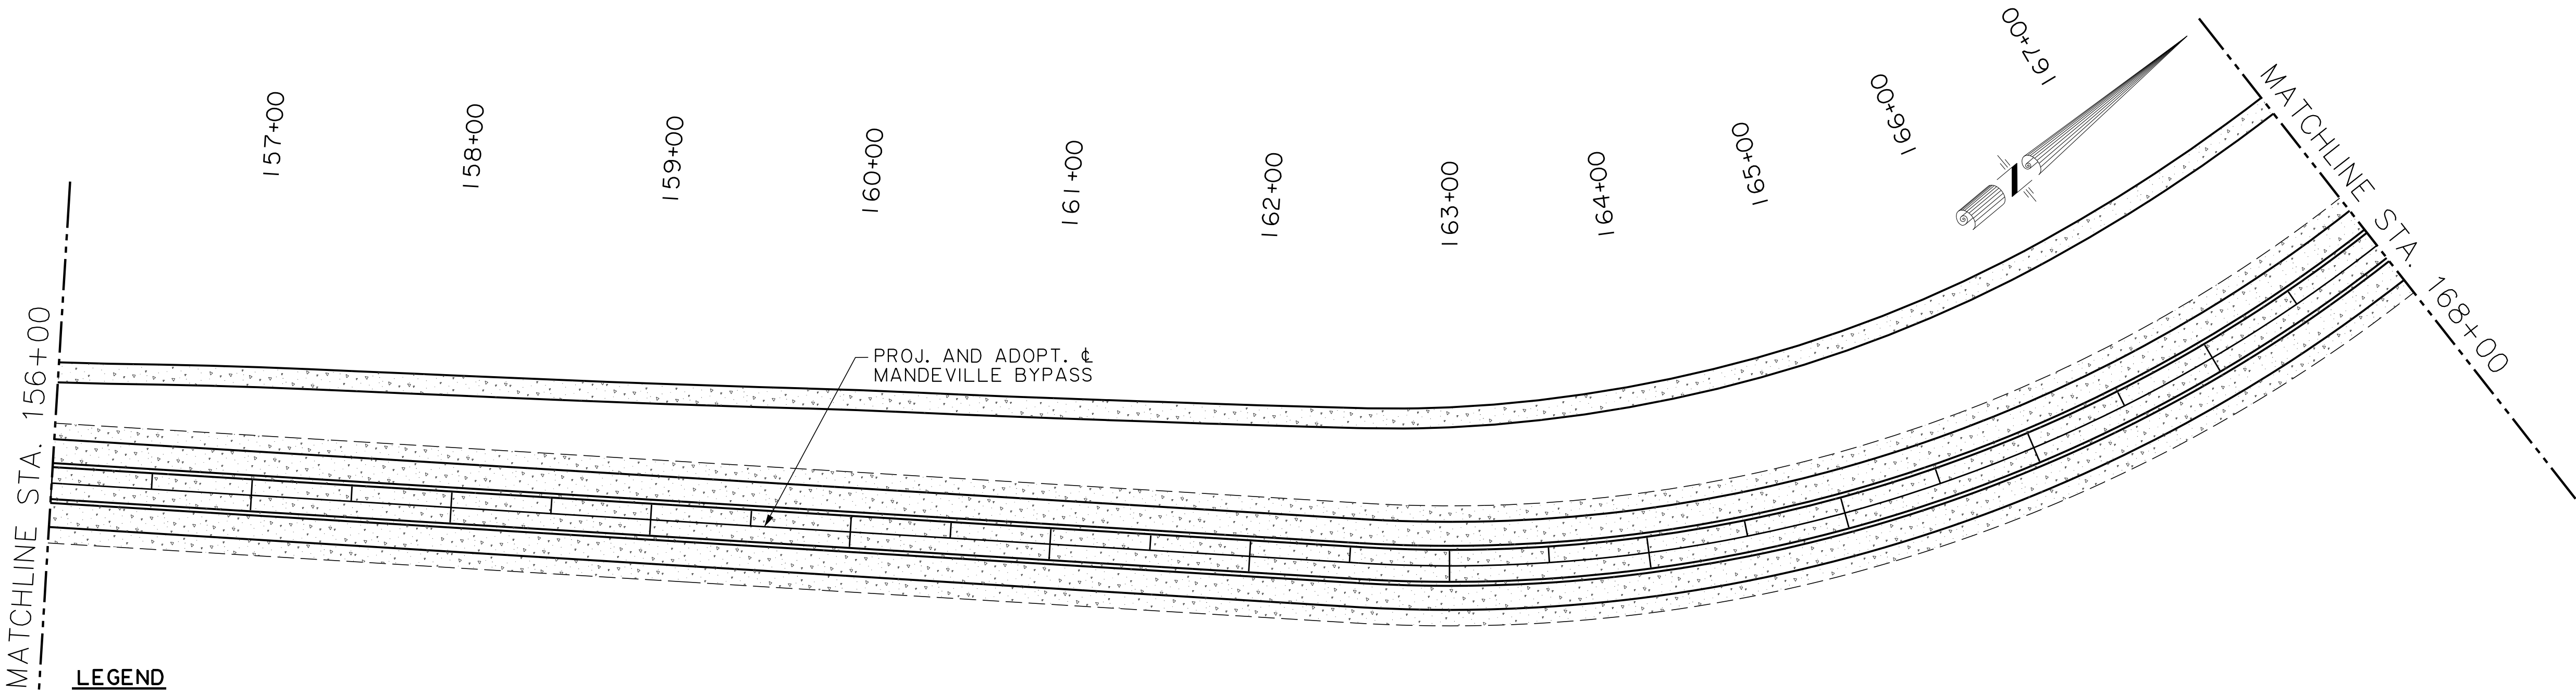 MATCHLINE STA. 156+00
157+00
158+00
159+00
160+00
161+00
162+00
163+00
164+00
165+00
166+00
167+00
MATCHLINE STA. 168+00
PROJ. AND ADOPT. ℄
MANDEVILLE BYPASS
LEGEND